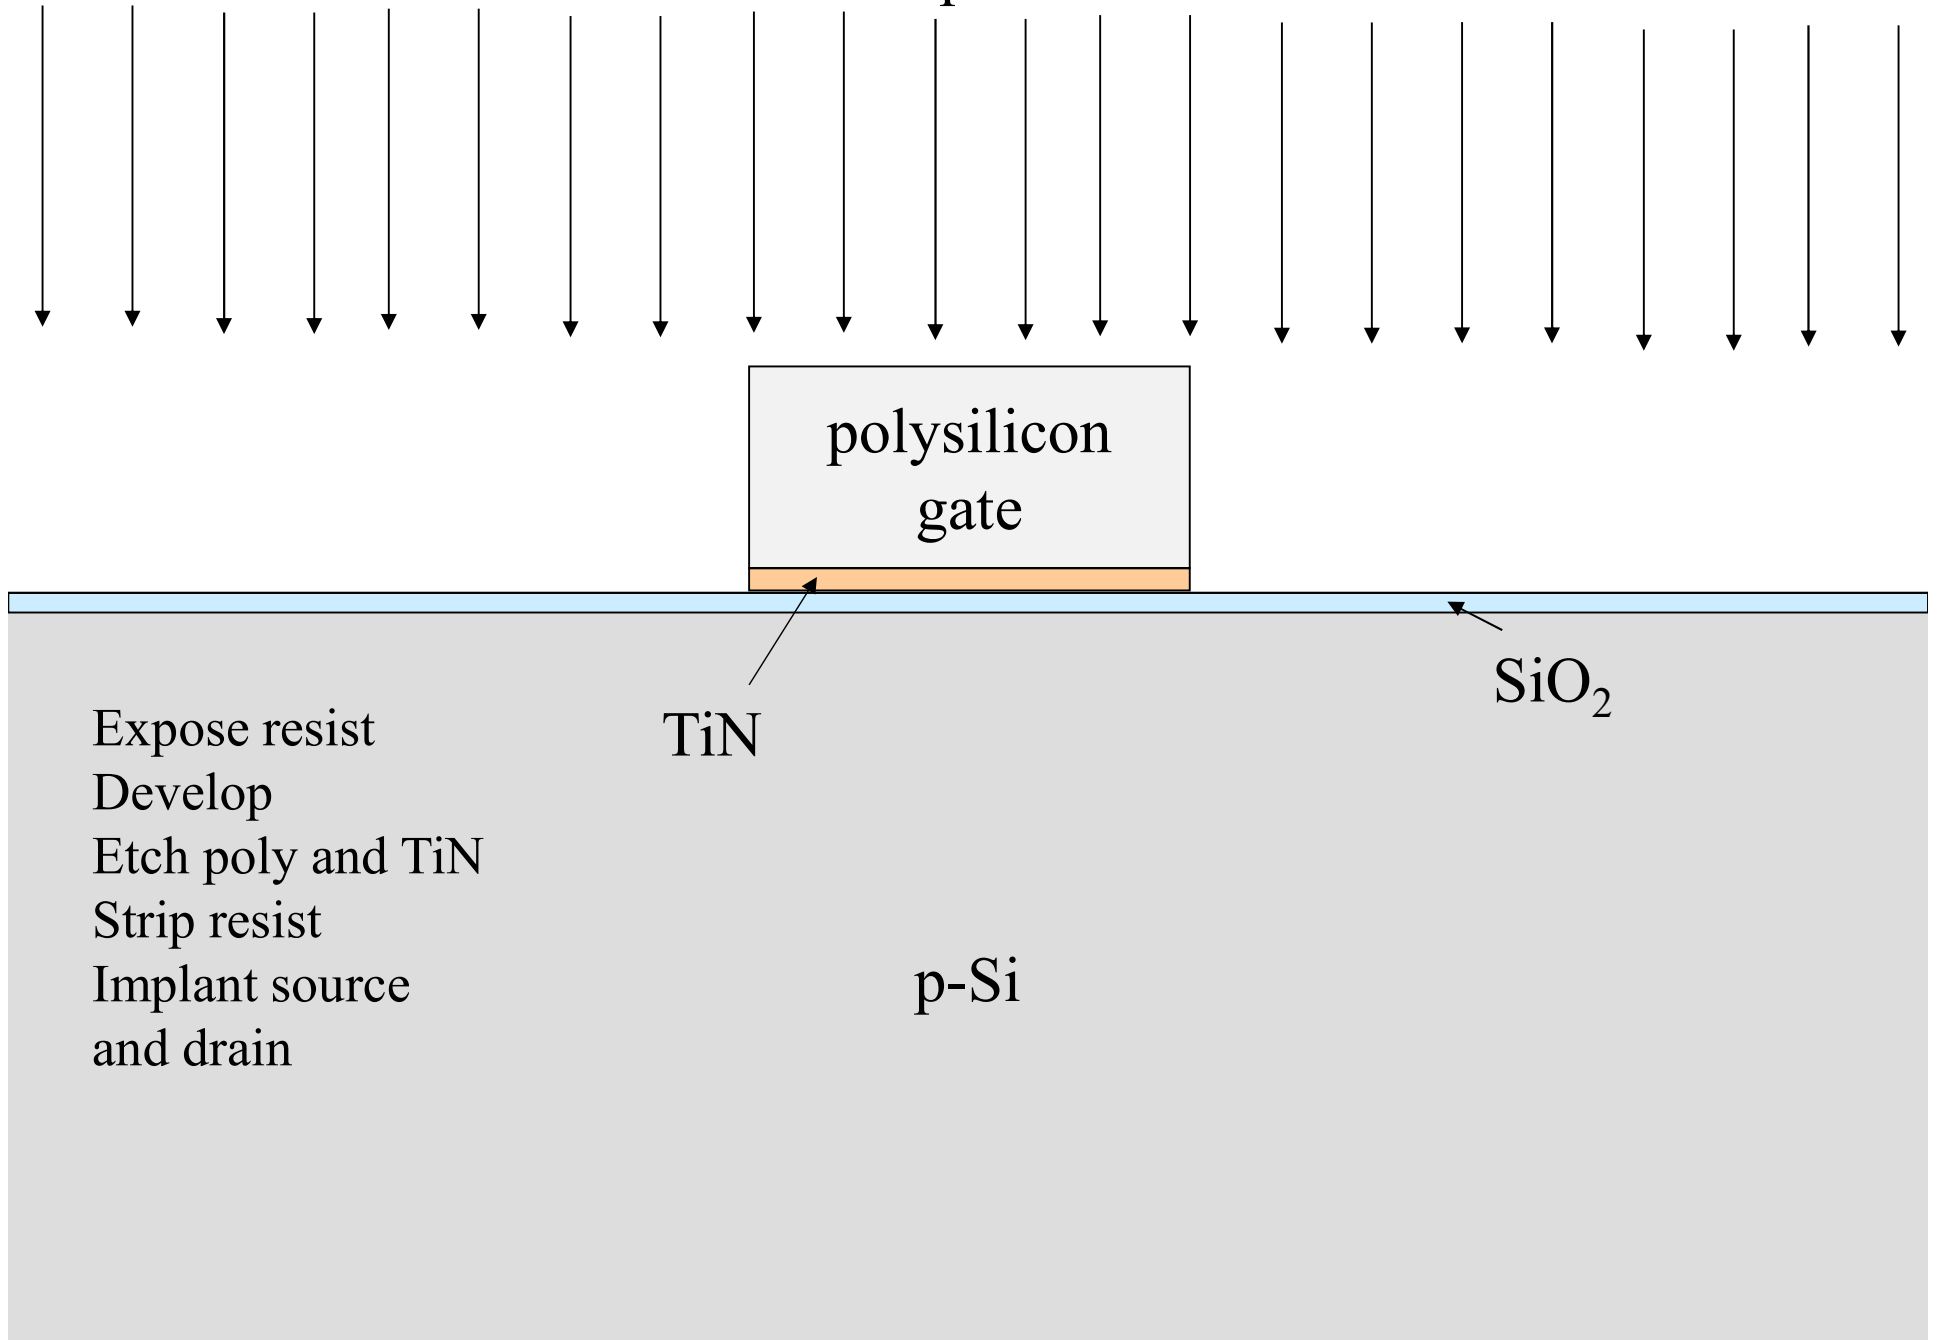 polysilicon
gate
SiO₂
TiN
Expose resist
Develop
Etch poly and TiN
Strip resist
Implant source
and drain
p-Si